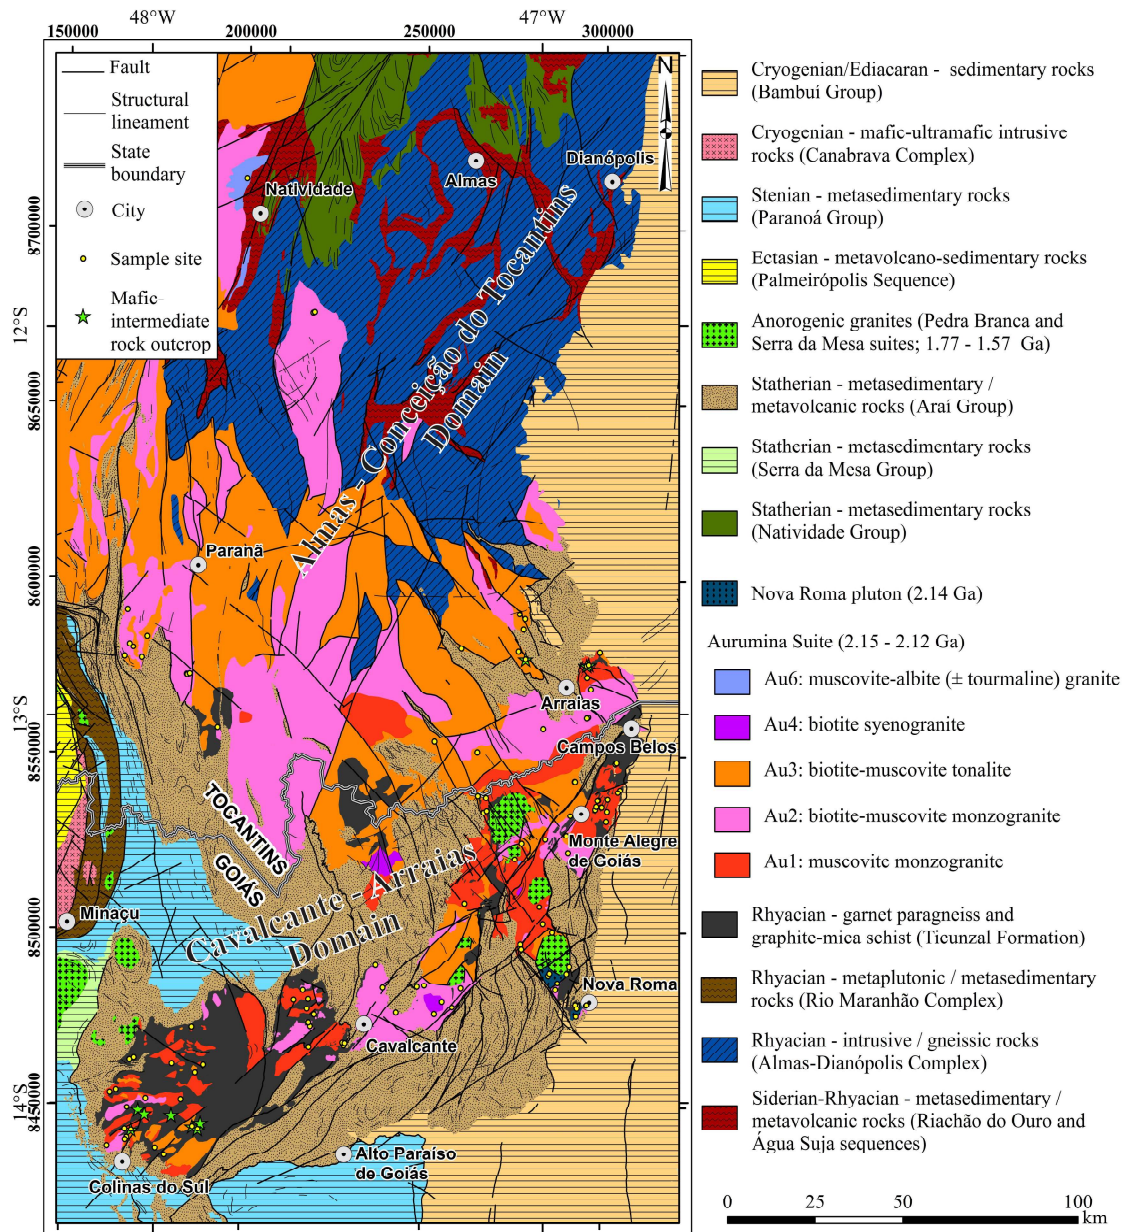 48°W
47°W
150000
200000
250000
300000
Fault
Structural
lineament
State
boundary
City
Sample site
Mafic-
intermediate
rock outcrop
N
8700000
12°S
8650000
8600000
13°S
8550000
8500000
14°S
8450000
Natividade
Almas
Dianópolis
Almas - Conceição do Tocantins
Domain
Paranã
Arraias
Campos Belos
TOCANTINS
GOIÁS
Monte Alegre
de Goiás
Cavalcante - Arraias
Domain
Minaçu
Nova Roma
Cavalcante
Alto Paraíso
de Goiás
Colinas do Sul
Cryogenian/Ediacaran - sedimentary rocks
(Bambuí Group)
Cryogenian - mafic-ultramafic intrusive
rocks (Canabrava Complex)
Stenian - metasedimentary rocks
(Paranoá Group)
Ectasian - metavolcano-sedimentary rocks
(Palmeirópolis Sequence)
Anorogenic granites (Pedra Branca and
Serra da Mesa suites; 1.77 - 1.57 Ga)
Statherian - metasedimentary /
metavolcanic rocks (Araí Group)
Statherian - metasedimentary rocks
(Serra da Mesa Group)
Statherian - metasedimentary rocks
(Natividade Group)
Nova Roma pluton (2.14 Ga)
Aurumina Suite (2.15 - 2.12 Ga)
Au6: muscovite-albite (± tourmaline) granite
Au4: biotite syenogranite
Au3: biotite-muscovite tonalite
Au2: biotite-muscovite monzogranite
Au1: muscovite monzogranite
Rhyacian - garnet paragneiss and
graphite-mica schist (Ticunzal Formation)
Rhyacian - metaplutonic / metasedimentary
rocks (Rio Maranhão Complex)
Rhyacian - intrusive / gneissic rocks
(Almas-Dianópolis Complex)
Siderian-Rhyacian - metasedimentary /
metavolcanic rocks (Riachão do Ouro and
Água Suja sequences)
0 25 50 100
km